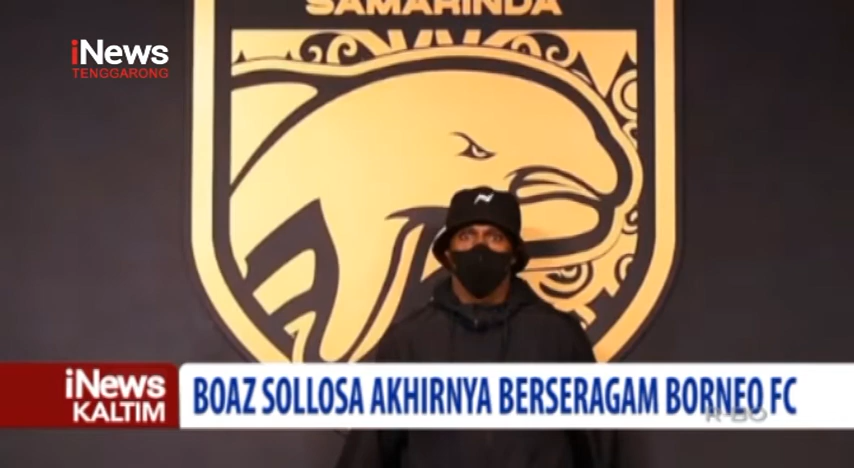 SAMARINDA
iNews
TENGGARONG
iNews
KALTIM
BOAZ SOLLOSA AKHIRNYA BERSERAGAM BORNEO FC